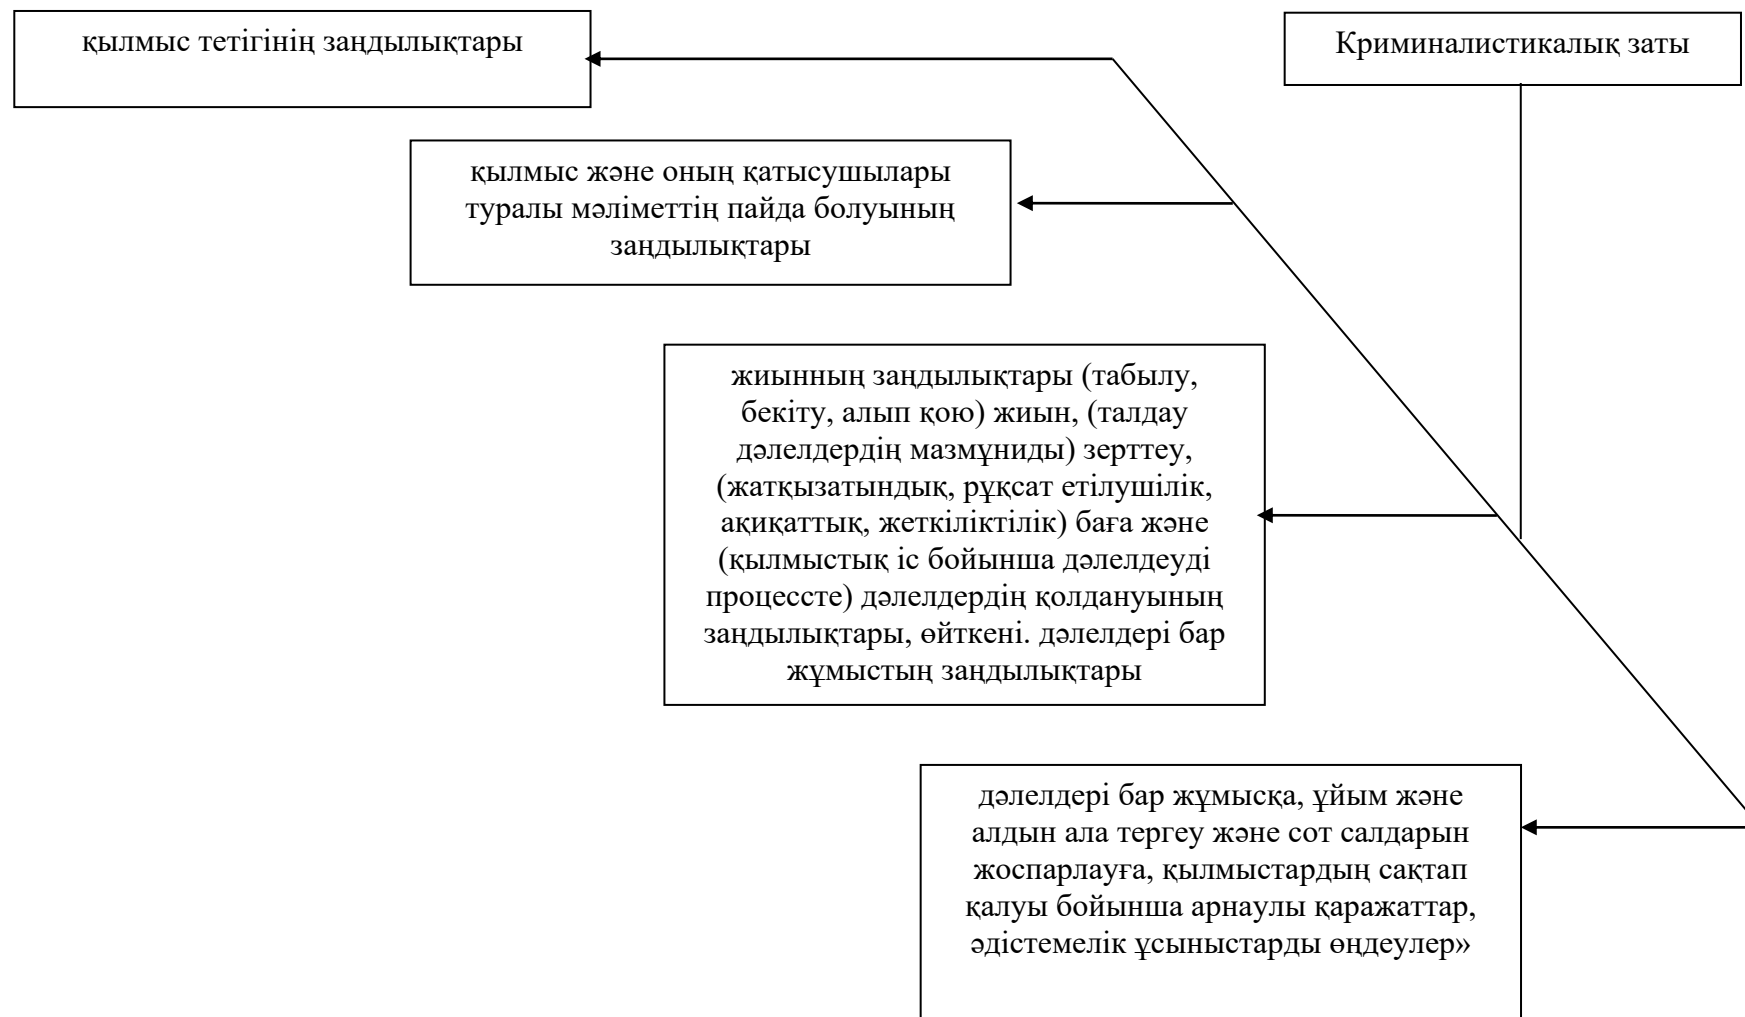 қылмыс тетігінің заңдылықтары
Криминалистикалық заты
қылмыс және оның қатысушылары
туралы мәліметтің пайда болуының
заңдылықтары
жиынның заңдылықтары (табылу,
бекіту, алып қою) жиын, (талдау
дәлелдердің мазмұниды) зерттеу,
(жатқызатындық, рұқсат етілушілік,
ақиқаттық, жеткіліктілік) баға және
(қылмыстық іс бойынша дәлелдеуді
процессте) дәлелдердің қолдануының
заңдылықтары, өйткені. дәлелдері бар
жұмыстың заңдылықтары
дәлелдері бар жұмысқа, ұйым және
алдын ала тергеу және сот салдарын
жоспарлауға, қылмыстардың сақтап
қалуы бойынша арнаулы қаражаттар,
әдістемелік ұсыныстарды өңдеулер»